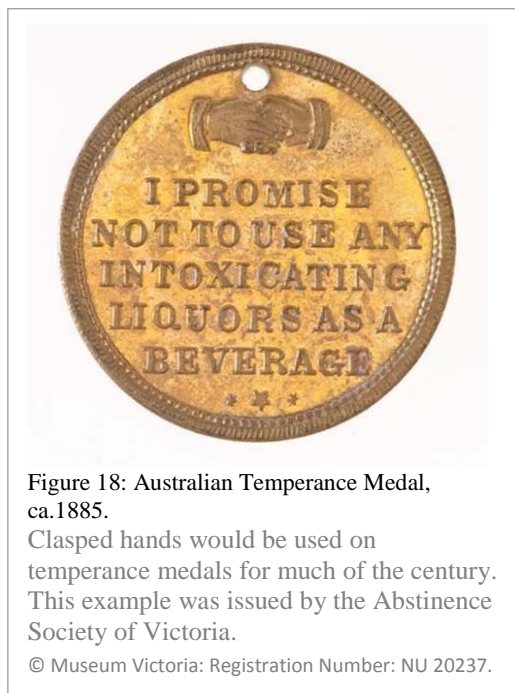 I PROMISE
NOT TO USE ANY
INTOXICATING
LIQUORS AS A
BEVERAGE
Figure 18: Australian Temperance Medal,
ca.1885.
Clasped hands would be used on
temperance medals for much of the century.
This example was issued by the Abstinence
Society of Victoria.
© Museum Victoria: Registration Number: NU 20237.